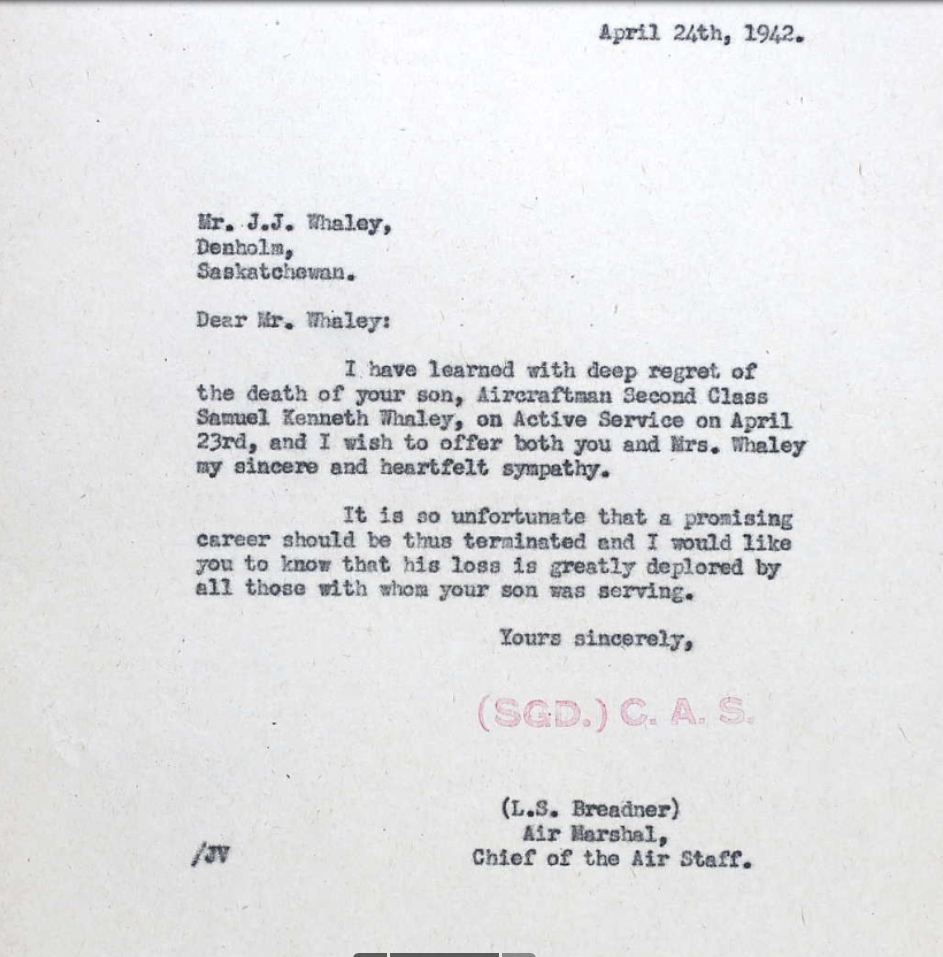 April 24th, 1942.
Mr. J.J. Whaley,
Denholm,
Saskatchewan.
Dear Mr. Whaley:
I have learned with deep regret of
the death of your son, Aircraftman Second Class
Samuel Kenneth Whaley, on Active Service on April
23rd, and I wish to offer both you and Mrs. Whaley
my sincere and heartfelt sympathy.
It is so unfortunate that a promising
career should be thus terminated and I would like
you to know that his loss is greatly deplored by
all those with whom your son was serving.
Yours sincerely,
(SGD.) C. A. S.
(L.S. Breadner)
Air Marshal,
/JV
Chief of the Air Staff.